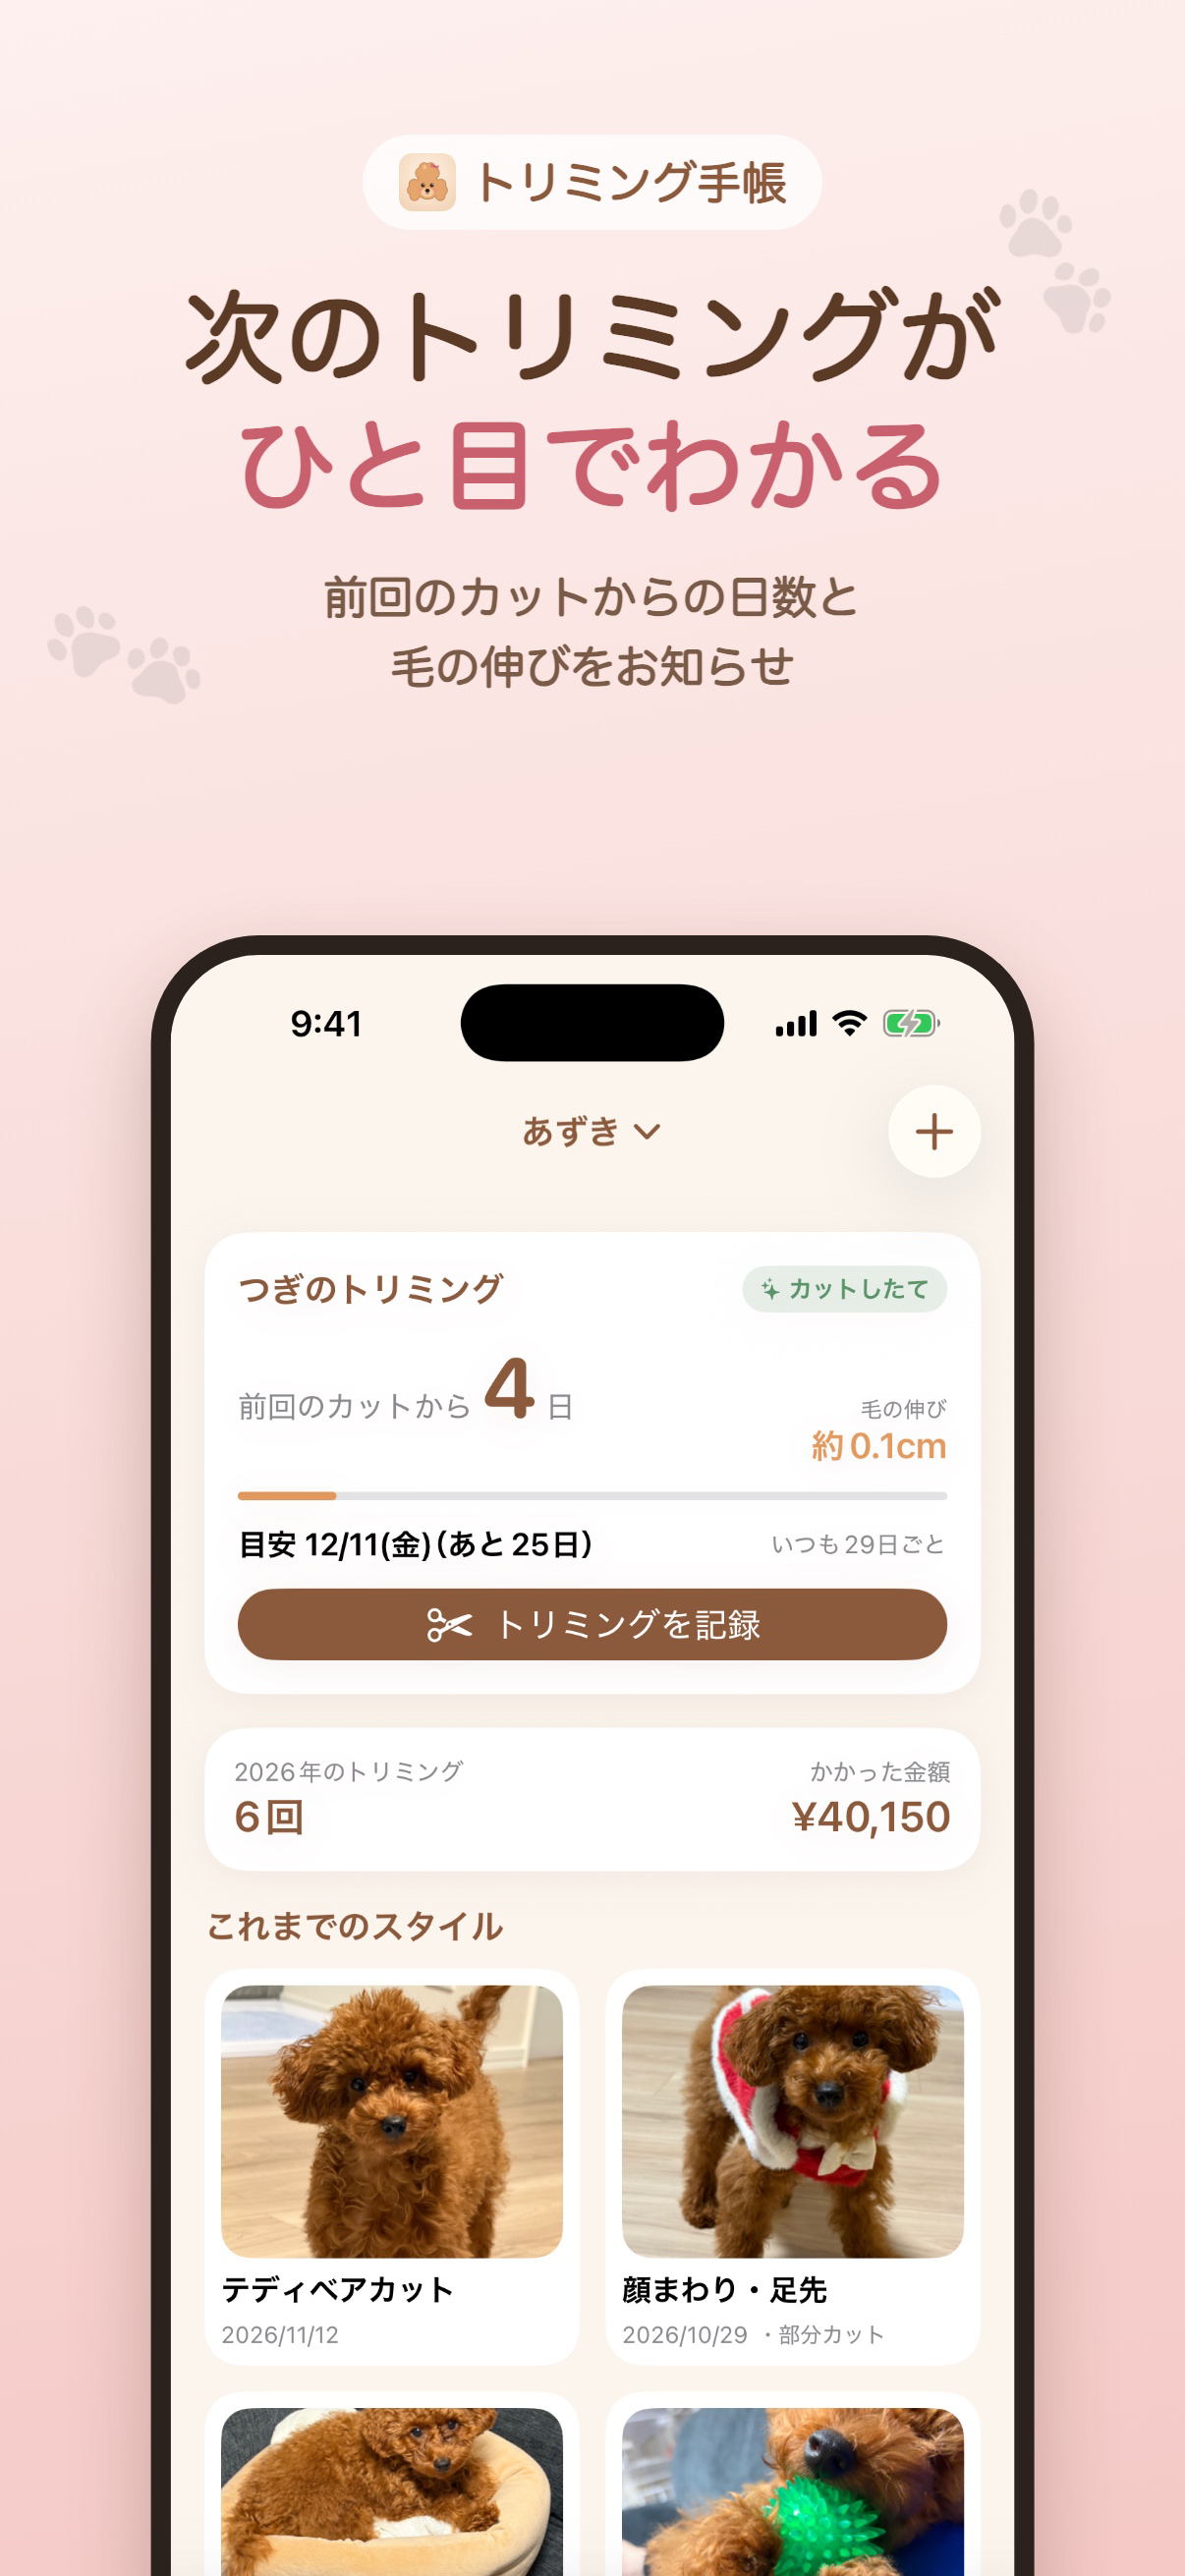 トリミング手帳
次のトリミングが
ひと目でわかる
前回のカットからの日数と
毛の伸びをお知らせ
9:41
あずき
つぎのトリミング
カットしたて
前回のカットから 4 日
毛の伸び
約0.1cm
目安 12/11(金)(あと25日)
いつも29日ごと
トリミングを記録
2026年のトリミング
かかった金額
6回
¥40,150
これまでのスタイル
テディベアカット
2026/11/12
顔まわり・足先
2026/10/29 ・部分カット